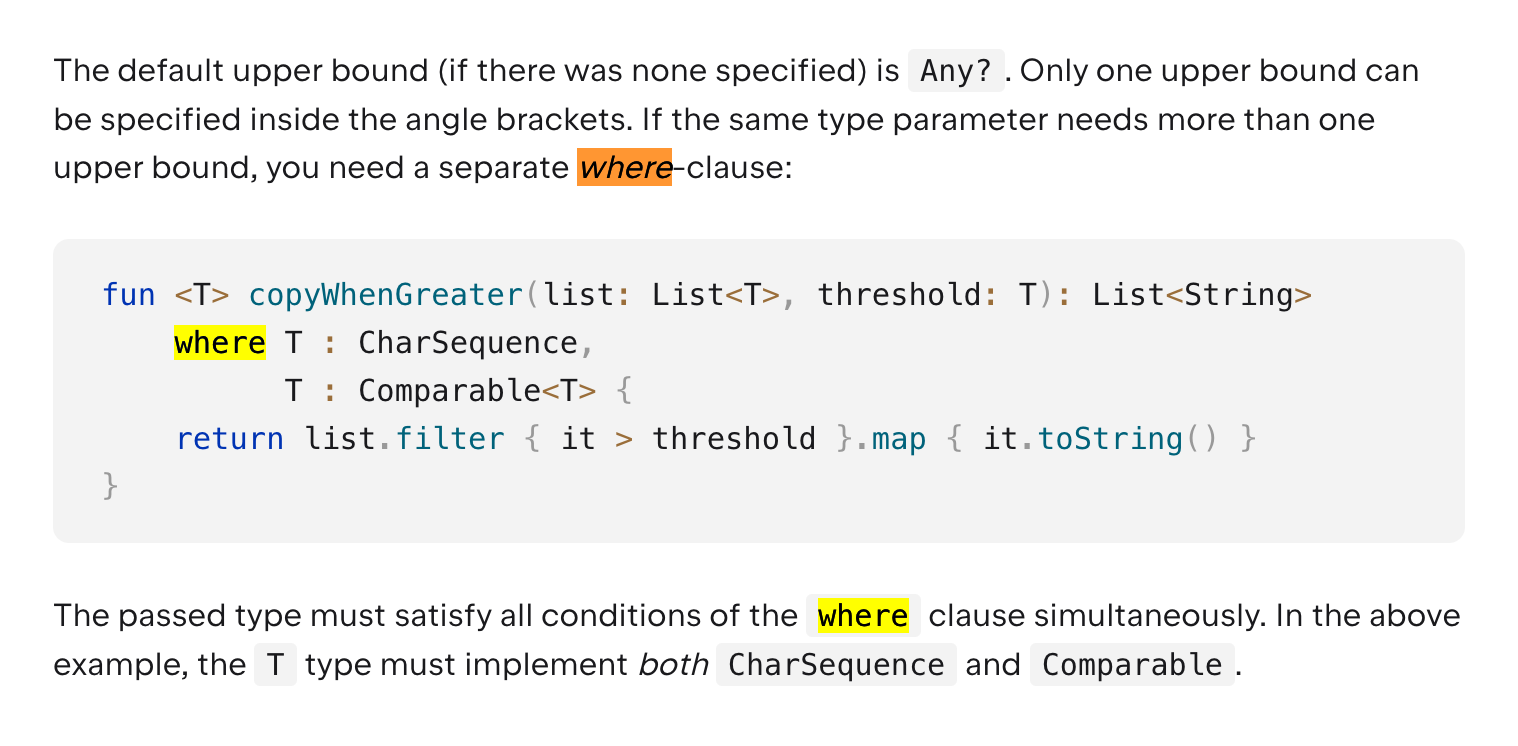 The default upper bound (if there was none specified) is Any?. Only one upper bound can
be specified inside the angle brackets. If the same type parameter needs more than one
upper bound, you need a separate where-clause:
fun <T> copyWhenGreater(list: List<T>, threshold: T): List<String>
    where T : CharSequence,
          T : Comparable<T> {
    return list.filter { it > threshold }.map { it.toString() }
}
The passed type must satisfy all conditions of the where clause simultaneously. In the above
example, the T type must implement both CharSequence and Comparable.